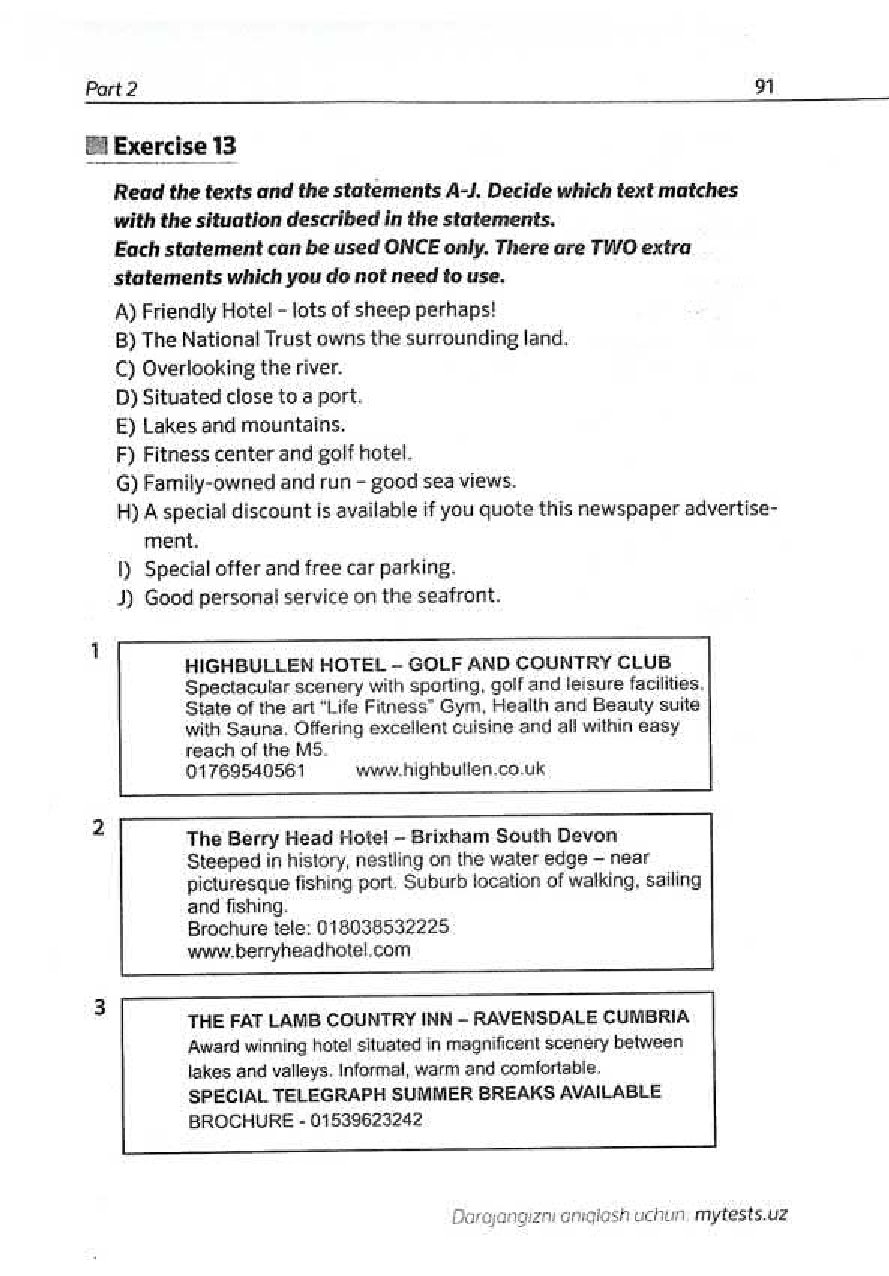 Part 2
91
Exercise 13
Read the texts and the statements A-J. Decide which text matches
with the situation described in the statements.
Each statement can be used ONCE only. There are TWO extra
statements which you do not need to use.
A) Friendly Hotel – lots of sheep perhaps!
B) The National Trust owns the surrounding land.
C) Overlooking the river.
D) Situated close to a port.
E) Lakes and mountains.
F) Fitness center and golf hotel.
G) Family-owned and run – good sea views.
H) A special discount is available if you quote this newspaper advertise-
ment.
I) Special offer and free car parking.
J) Good personal service on the seafront.
1
HIGHBULLEN HOTEL – GOLF AND COUNTRY CLUB
Spectacular scenery with sporting, golf and leisure facilities.
State of the art "Life Fitness" Gym, Health and Beauty suite
with Sauna. Offering excellent cuisine and all within easy
reach of the M5.
01769540561 www.highbullen.co.uk
2
The Berry Head Hotel – Brixham South Devon
Steeped in history, nestling on the water edge – near
picturesque fishing port. Suburb location of walking, sailing
and fishing.
Brochure tele: 018038532225
www.berryheadhotel.com
3
THE FAT LAMB COUNTRY INN – RAVENSDALE CUMBRIA
Award winning hotel situated in magnificent scenery between
lakes and valleys. Informal, warm and comfortable.
SPECIAL TELEGRAPH SUMMER BREAKS AVAILABLE
BROCHURE - 01539623242
Darajangizni aniqlash uchun: mytests.uz